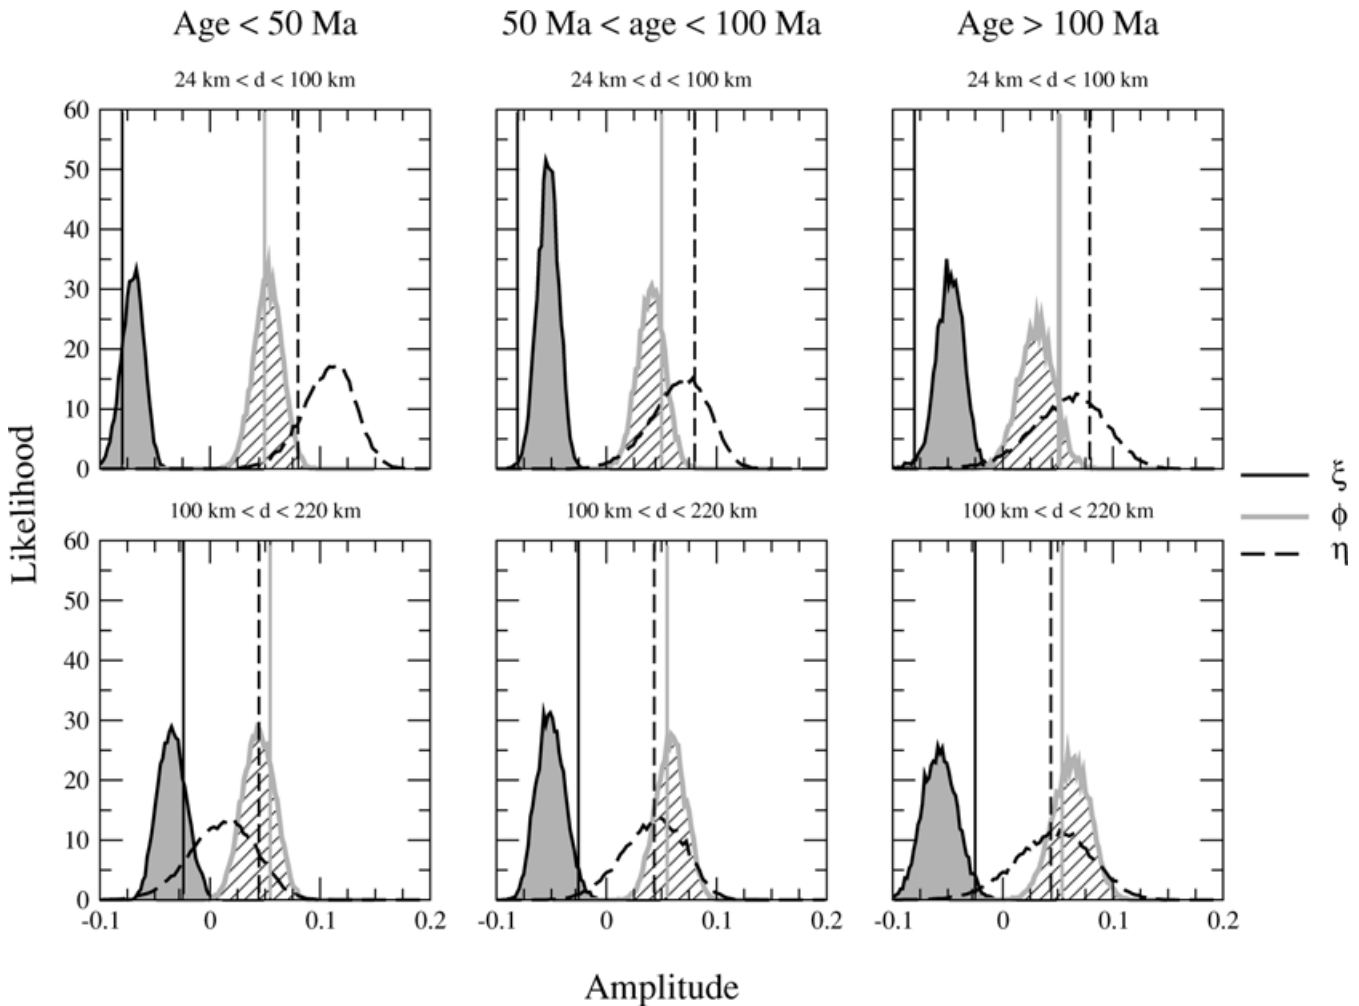 Age < 50 Ma
50 Ma < age < 100 Ma
Age > 100 Ma
24 km < d < 100 km
24 km < d < 100 km
24 km < d < 100 km
60
50
40
30
20
10
0
100 km < d < 220 km
100 km < d < 220 km
100 km < d < 220 km
60
50
40
30
20
10
0
-0.1 0 0.1 0.2
-0.1 0 0.1 0.2
-0.1 0 0.1 0.2
Likelihood
Amplitude
ξ
ϕ
η